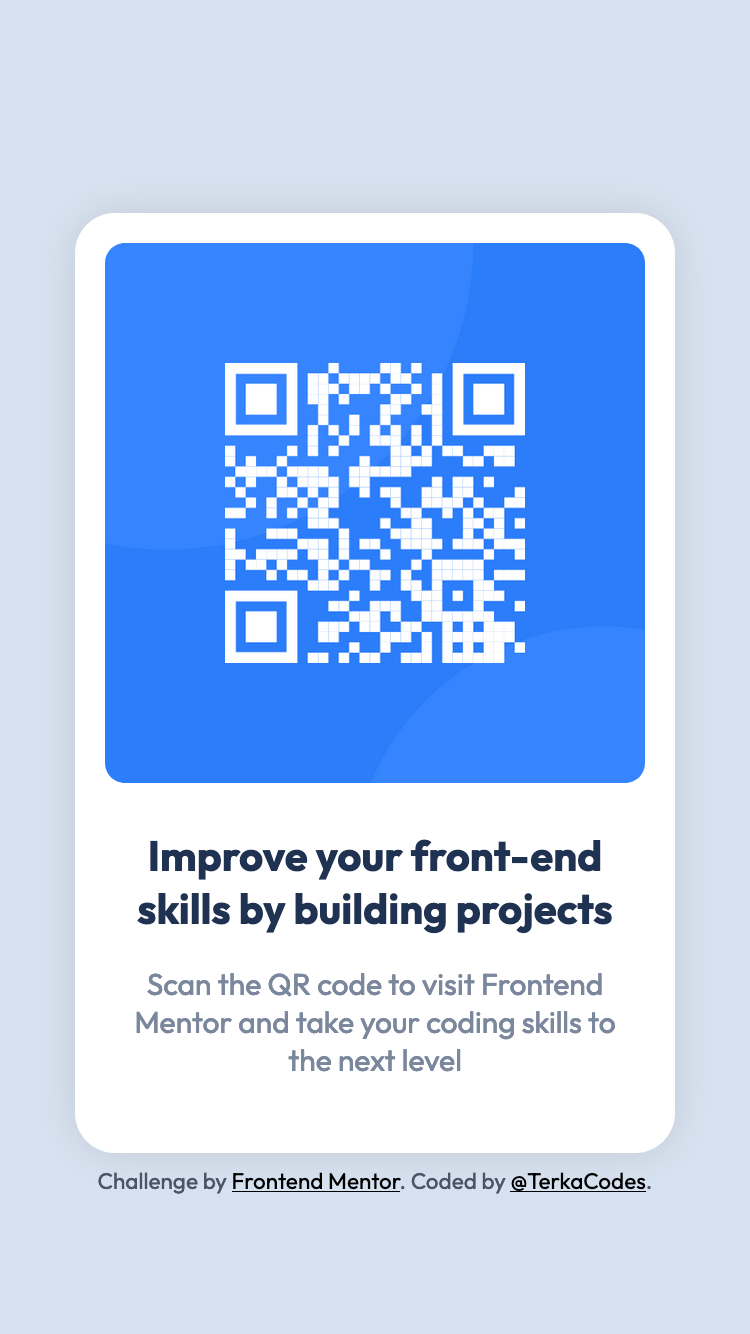 Improve your front-end
skills by building projects
Scan the QR code to visit Frontend
Mentor and take your coding skills to
the next level
Challenge by Frontend Mentor. Coded by @TerkaCodes.